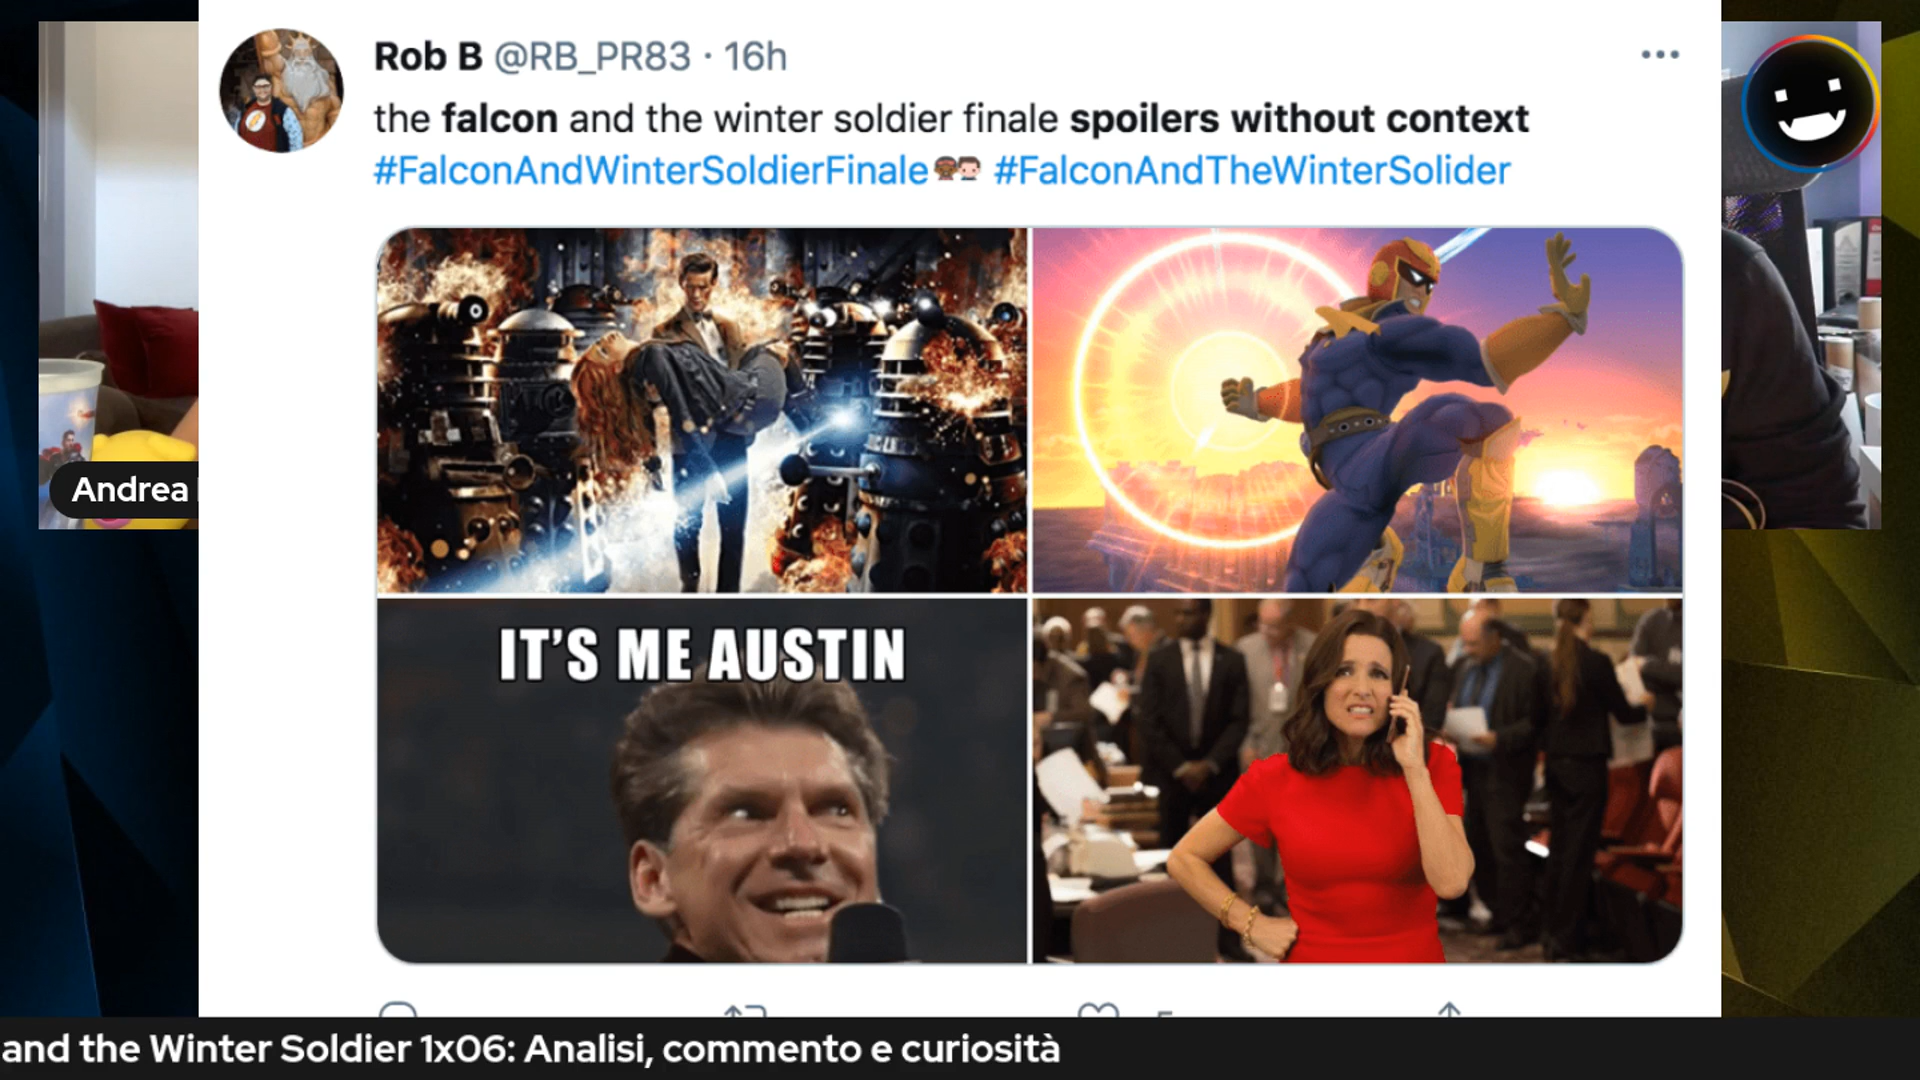 Rob B @RB_PR83 · 16h
the falcon and the winter soldier finale spoilers without context
#FalconAndWinterSoldierFinale #FalconAndTheWinterSolider
IT'S ME AUSTIN
Andrea
and the Winter Soldier 1x06: Analisi, commento e curiosità